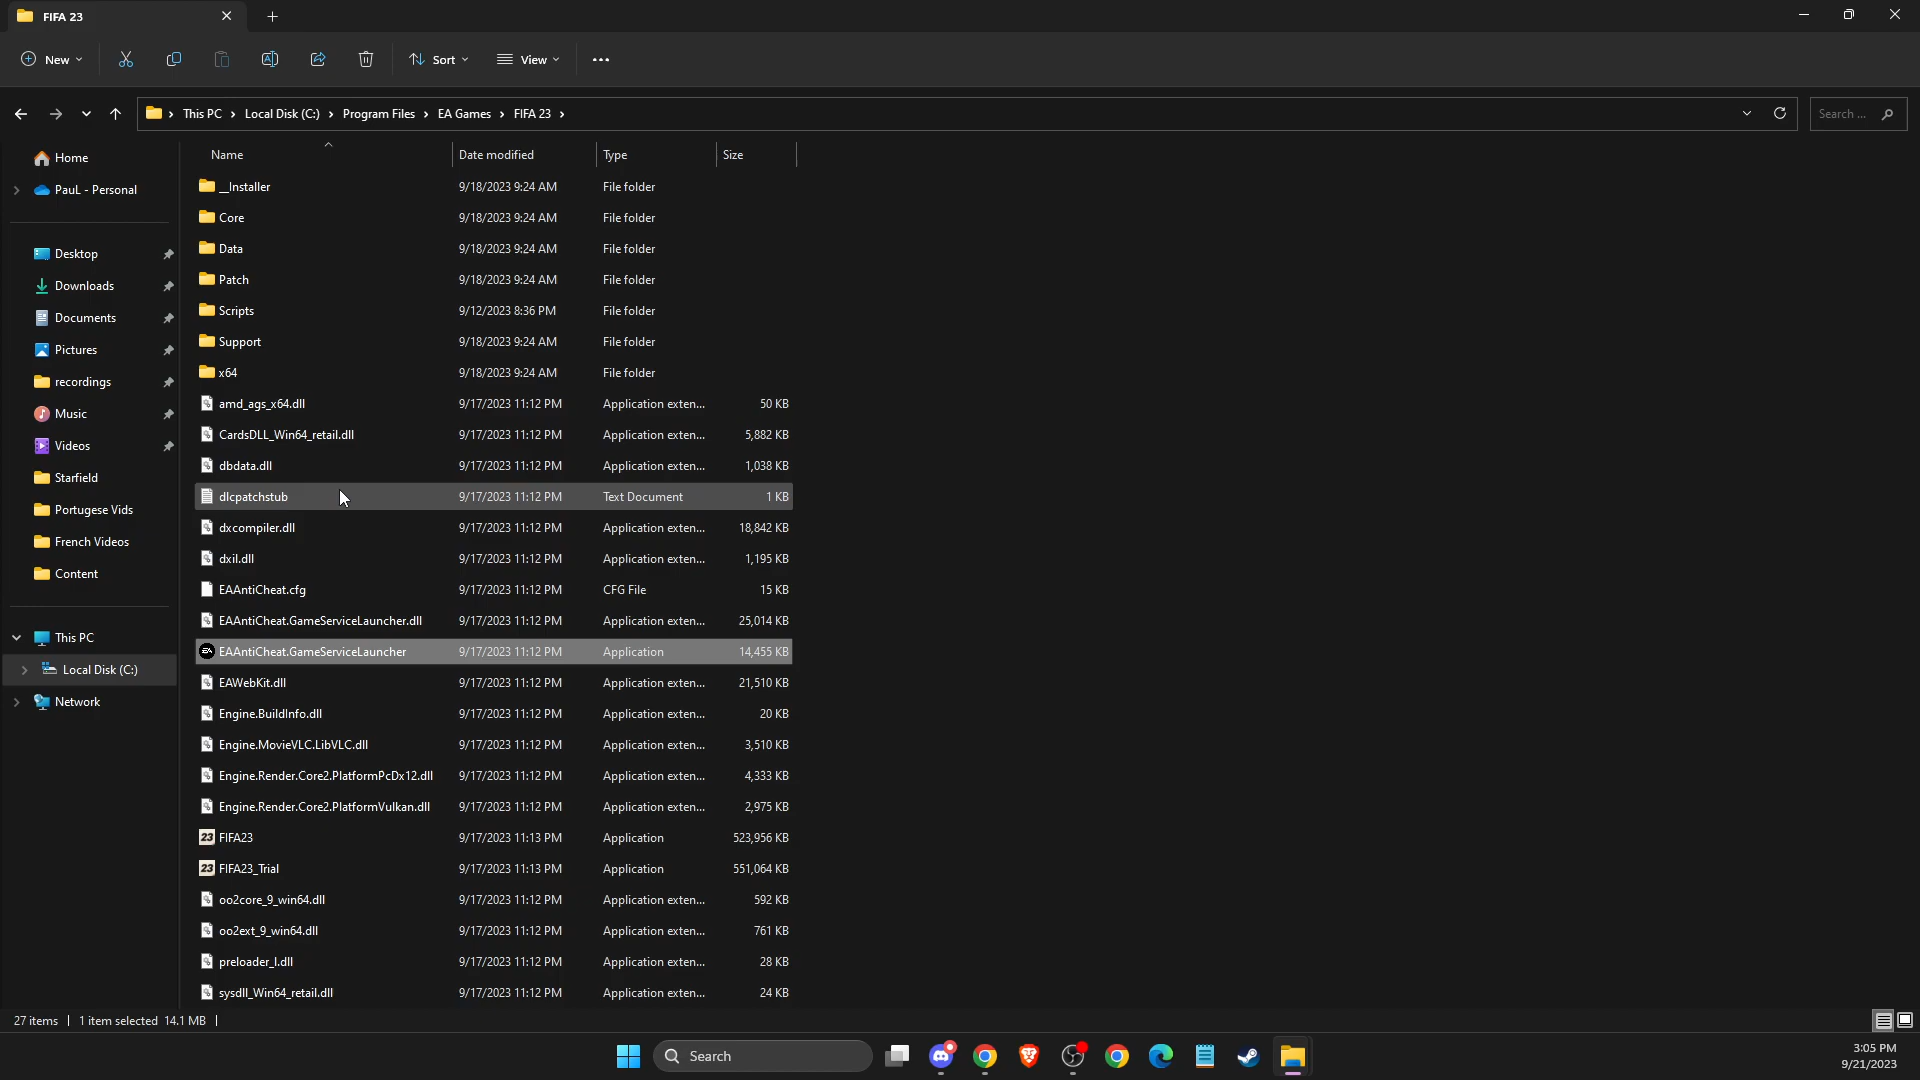 FIFA 23
New
Sort
View
This PC
Local Disk (C:)
Program Files
EA Games
FIFA 23
Search ...
Home
PauL - Personal
Desktop
Downloads
Documents
Pictures
recordings
Music
Videos
Starfield
Portugese Vids
French Videos
Content
This PC
Local Disk (C:)
Network
Name Date modified Type Size
__Installer 9/18/2023 9:24 AM File folder
Core 9/18/2023 9:24 AM File folder
Data 9/18/2023 9:24 AM File folder
Patch 9/18/2023 9:24 AM File folder
Scripts 9/12/2023 8:36 PM File folder
Support 9/18/2023 9:24 AM File folder
x64 9/18/2023 9:24 AM File folder
amd_ags_x64.dll 9/17/2023 11:12 PM Application exten... 50 KB
CardsDLL_Win64_retail.dll 9/17/2023 11:12 PM Application exten... 5,882 KB
dbdata.dll 9/17/2023 11:12 PM Application exten... 1,038 KB
dlcpatchstub 9/17/2023 11:12 PM Text Document 1 KB
dxcompiler.dll 9/17/2023 11:12 PM Application exten... 18,842 KB
dxil.dll 9/17/2023 11:12 PM Application exten... 1,195 KB
EAAntiCheat.cfg 9/17/2023 11:12 PM CFG File 15 KB
EAAntiCheat.GameServiceLauncher.dll 9/17/2023 11:12 PM Application exten... 25,014 KB
EAAntiCheat.GameServiceLauncher 9/17/2023 11:12 PM Application 14,455 KB
EAWebKit.dll 9/17/2023 11:12 PM Application exten... 21,510 KB
Engine.BuildInfo.dll 9/17/2023 11:12 PM Application exten... 20 KB
Engine.MovieVLC.LibVLC.dll 9/17/2023 11:12 PM Application exten... 3,510 KB
Engine.Render.Core2.PlatformPcDx12.dll 9/17/2023 11:12 PM Application exten... 4,333 KB
Engine.Render.Core2.PlatformVulkan.dll 9/17/2023 11:12 PM Application exten... 2,975 KB
23 FIFA23 9/17/2023 11:13 PM Application 523,956 KB
23 FIFA23_Trial 9/17/2023 11:13 PM Application 551,064 KB
oo2core_9_win64.dll 9/17/2023 11:12 PM Application exten... 592 KB
oo2ext_9_win64.dll 9/17/2023 11:12 PM Application exten... 761 KB
preloader_l.dll 9/17/2023 11:12 PM Application exten... 28 KB
sysdll_Win64_retail.dll 9/17/2023 11:12 PM Application exten... 24 KB
27 items 1 item selected 14.1 MB
Search
3:05 PM
9/21/2023